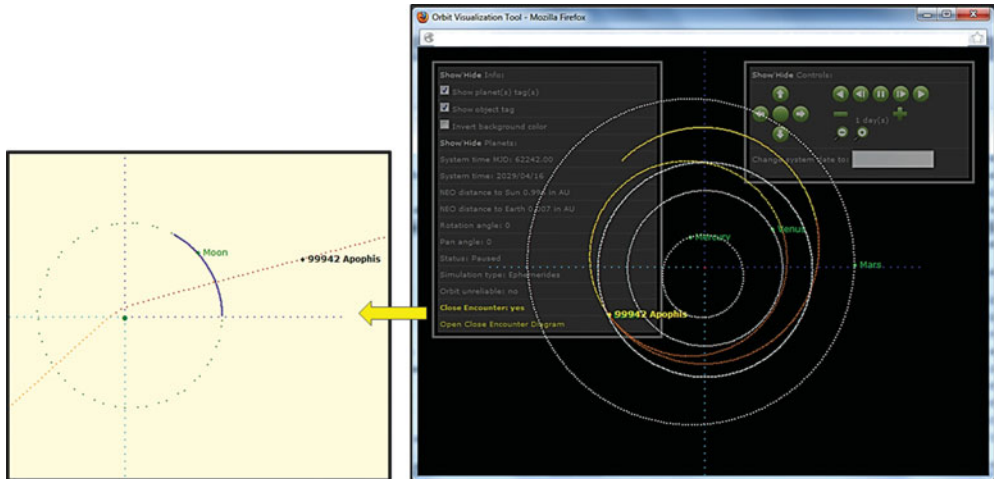 Orbit Visualization Tool - Mozilla Firefox
Show/Hide Info:
Show planet(s) tag(s)
Show object tag
Invert background color
Show/Hide Planets:
System time MJD: 62242.00
System time: 2029/04/16
NEO distance to Sun 0.996 in AU
NEO distance to Earth 0.007 in AU
Rotation angle: 0
Pan angle: 0
Status: Paused
Simulation type: Ephemerides
Orbit unreliable: no
Close Encounter: yes
Open Close Encounter Diagram
Show/Hide Controls:
1 day(s)
Change system date to:
Mercury
Venus
Mars
99942 Apophis
Moon
99942 Apophis